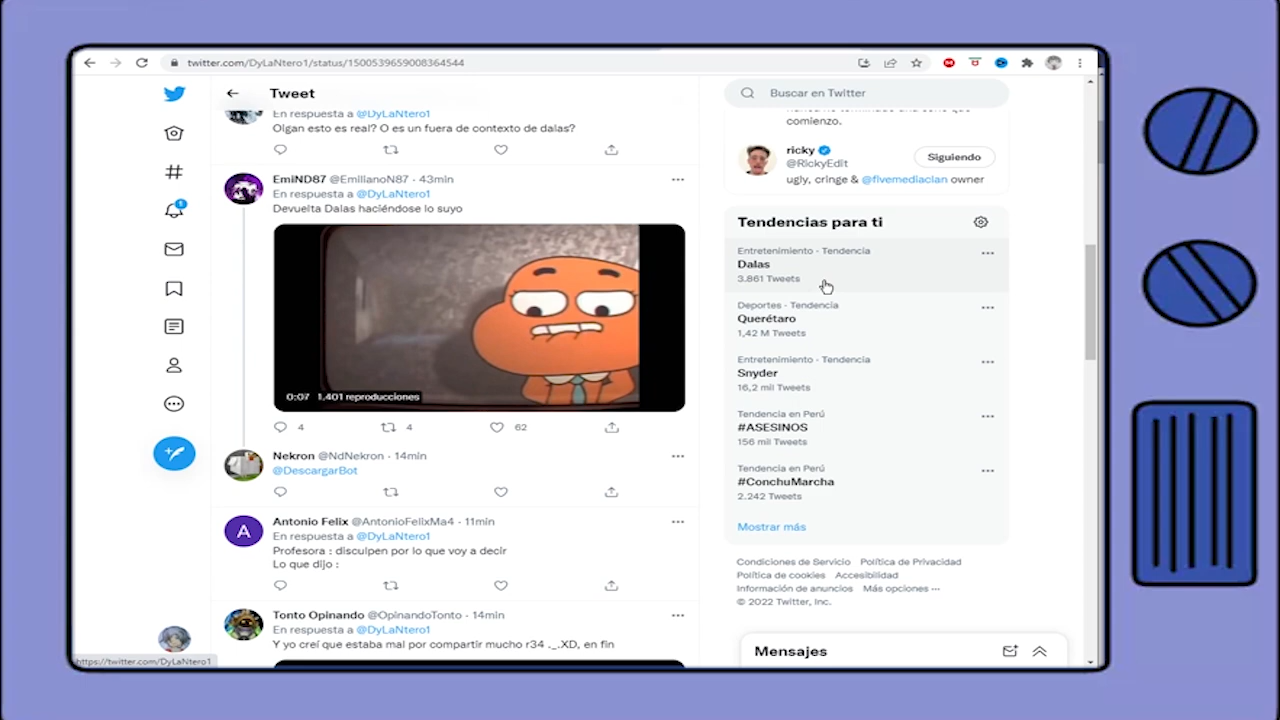 twitter.com/DyLaNtero1/status/1500539659008364544
Tweet
En respuesta a @DyLaNtero1
OIgan esto es real? O es un fuera de contexto de dalas?
EmiND87 @EmilianoN87 · 43min
En respuesta a @DyLaNtero1
Devuelta Dalas haciéndose lo suyo
0:07 1.401 reproducciones
4 4 62
Nekron @NdNekron · 14min
@DescargarBot
A
Antonio Felix @AntonioFelixMa4 · 11min
En respuesta a @DyLaNtero1
Profesora : disculpen por lo que voy a decir
Lo que dijo :
Tonto Opinando @OpinandoTonto · 14min
En respuesta a @DyLaNtero1
Y yo creí que estaba mal por compartir mucho r34 ._.XD, en fin
Buscar en Twitter
nunca he terminado una serie que
comienzo.
ricky
@RickyEdit
Siguiendo
ugly, cringe & @fivemediaclan owner
Tendencias para ti
Entretenimiento · Tendencia
Dalas
3.861 Tweets
Deportes · Tendencia
Querétaro
1,42 M Tweets
Entretenimiento · Tendencia
Snyder
16,2 mil Tweets
Tendencia en Perú
#ASESINOS
156 mil Tweets
Tendencia en Perú
#ConchuMarcha
2.242 Tweets
Mostrar más
Condiciones de Servicio Política de Privacidad
Política de cookies Accesibilidad
Información de anuncios Más opciones ···
© 2022 Twitter, Inc.
Mensajes
1
https://twitter.com/DyLaNtero1